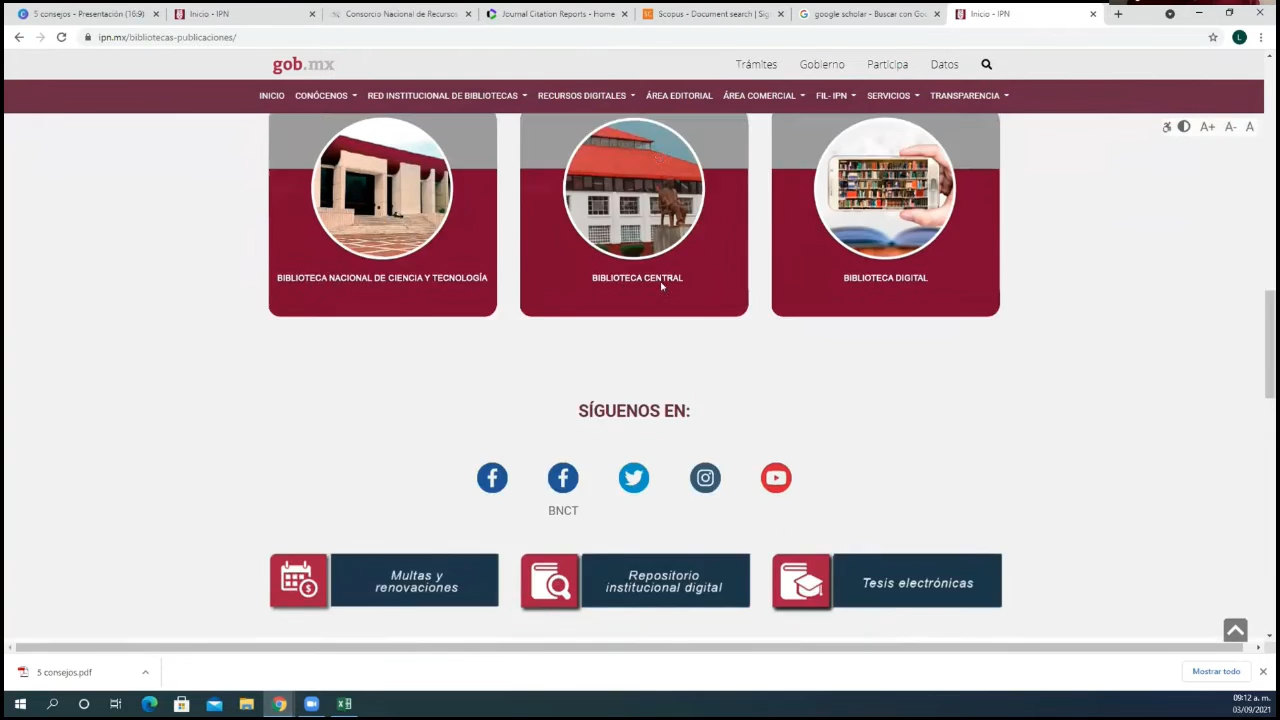 5 consejos - Presentación (16:9)
Inicio - IPN
Consorcio Nacional de Recursos
Journal Citation Reports - Home
Scopus - Document search | Sig
google scholar - Buscar con Goo
Inicio - IPN
ipn.mx/bibliotecas-publicaciones/
L
gob.mx
Trámites
Gobierno
Participa
Datos
INICIO
CONÓCENOS
RED INSTITUCIONAL DE BIBLIOTECAS
RECURSOS DIGITALES
ÁREA EDITORIAL
ÁREA COMERCIAL
FIL- IPN
SERVICIOS
TRANSPARENCIA
A+
A-
A
BIBLIOTECA NACIONAL DE CIENCIA Y TECNOLOGÍA
BIBLIOTECA CENTRAL
BIBLIOTECA DIGITAL
SÍGUENOS EN:
BNCT
Multas y
renovaciones
Repositorio
institucional digital
Tesis electrónicas
5 consejos.pdf
Mostrar todo
09:12 a. m.
03/09/2021